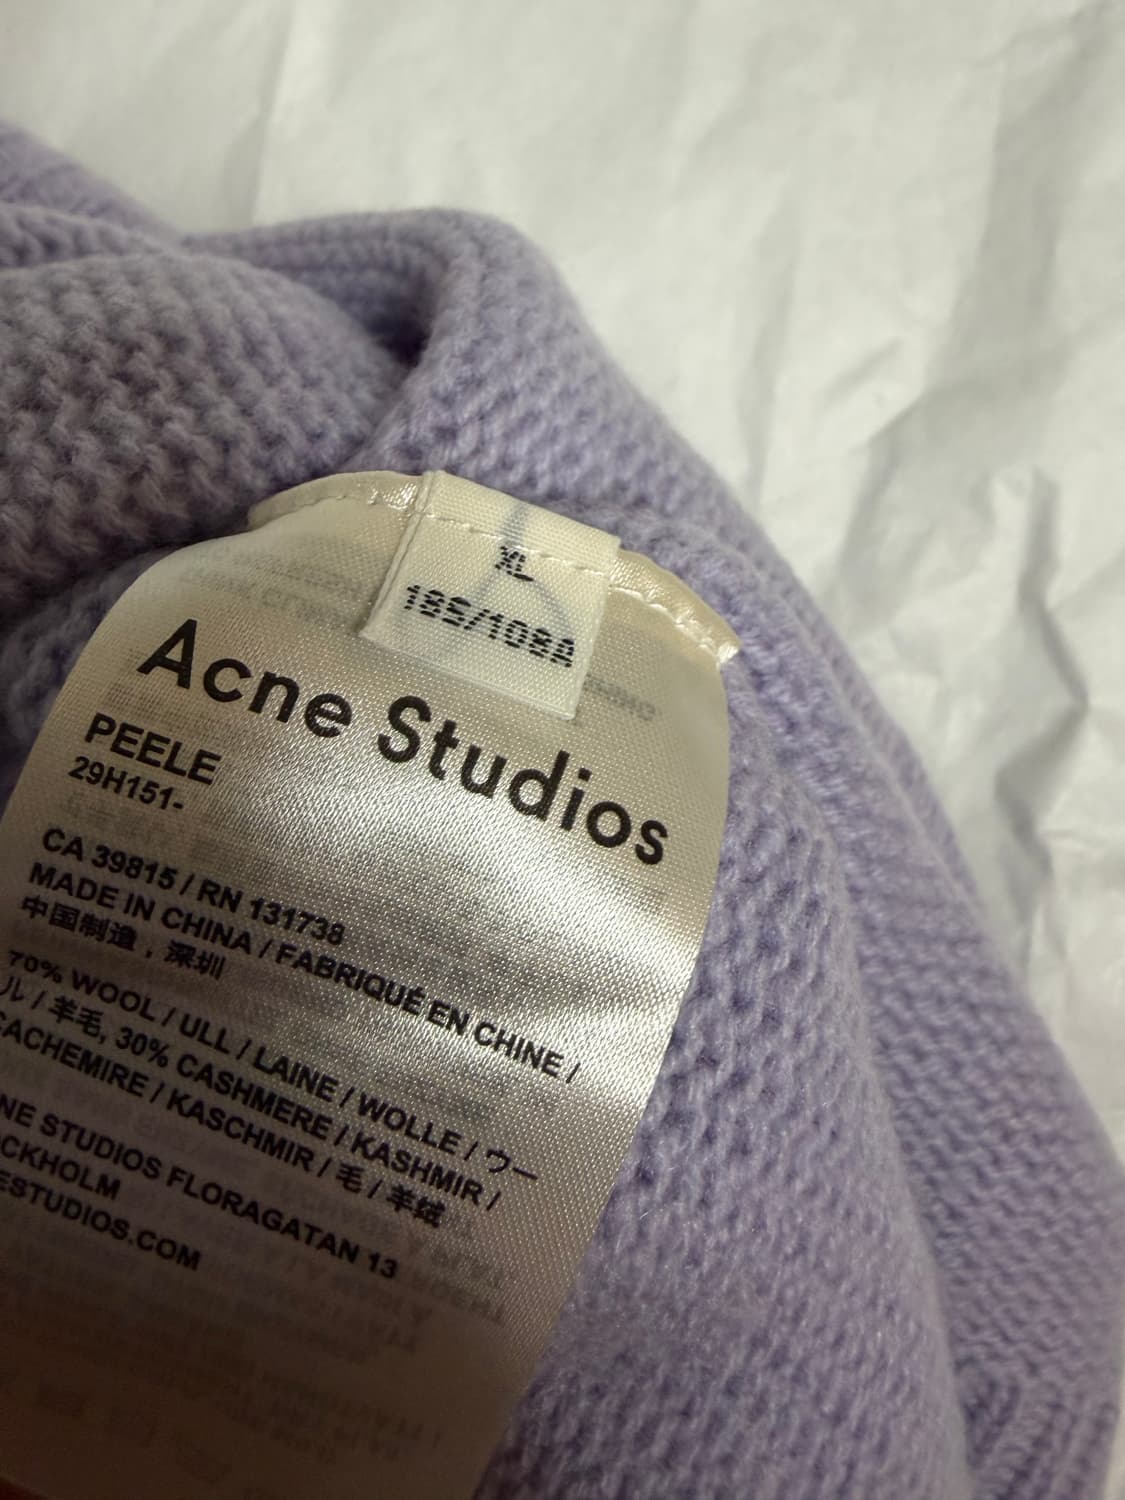 XL
185/108A
Acne Studios
PEELE
29H151-
CA 39815 / RN 131738
MADE IN CHINA / FABRIQUÉ EN CHINE /
中国制造，深圳
70% WOOL / ULL / LAINE / WOLLE / ウー
ル / 羊毛, 30% CASHMERE / KASHMIR /
CACHEMIRE / KASCHMIR / 毛 / 羊绒
NE STUDIOS FLORAGATAN 13
CKHOLM
ESTUDIOS.COM